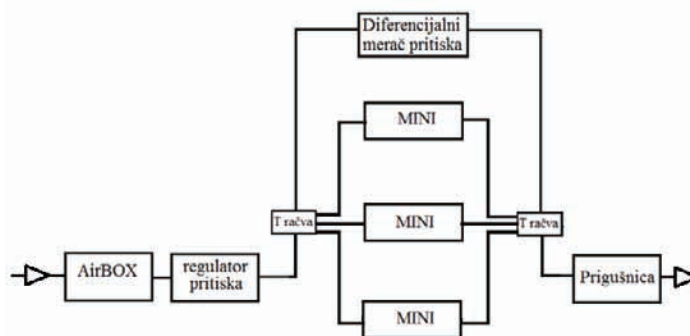 Diferencijalni
merač pritiska
MINI
T račva
MINI
T račva
AirBOX
regulator
pritiska
Prigušnica
MINI